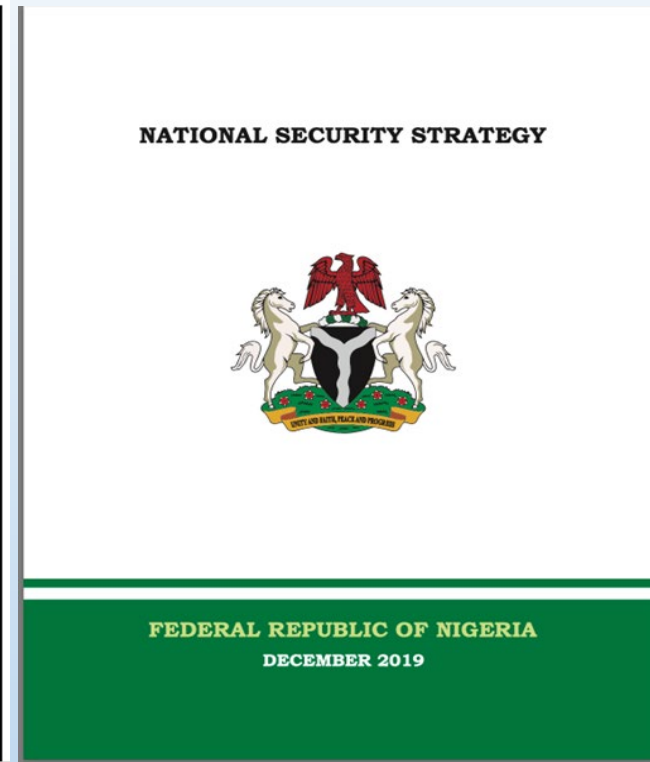 NATIONAL SECURITY STRATEGY
UNITY AND FAITH, PEACE AND PROGRESS
FEDERAL REPUBLIC OF NIGERIA
DECEMBER 2019